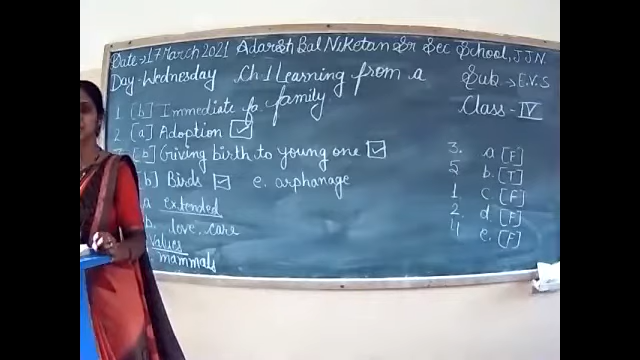 Date:-17 March 2021 Adarsh Bal Niketan Sr Sec School, JJN.
Day-Wednesday Ch 1 Learning from a family
Sub → E.V.S
Class-IV
1 [b] Immediate fa.
2 [a] Adoption ☑
[b] Giving birth to young one ☑
[b] Birds ☑ e. arphanage
a extended
b. love, care
Values
mammals
3. a [F]
5 b. [T]
1 c. [F]
2. d [F]
4 e. [F]